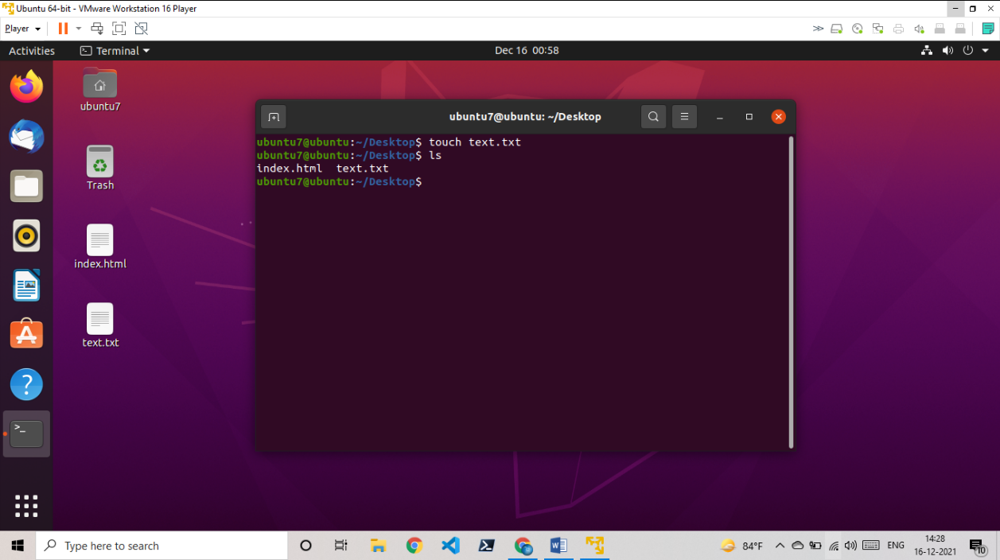 Ubuntu 64-bit - VMware Workstation 16 Player
Player
Activities
Terminal
Dec 16 00:58
ubuntu7
Trash
index.html
text.txt
ubuntu7@ubuntu: ~/Desktop
ubuntu7@ubuntu:~/Desktop$ touch text.txt
ubuntu7@ubuntu:~/Desktop$ ls
index.html  text.txt
ubuntu7@ubuntu:~/Desktop$
Type here to search
84°F
ENG
14:28
16-12-2021
10